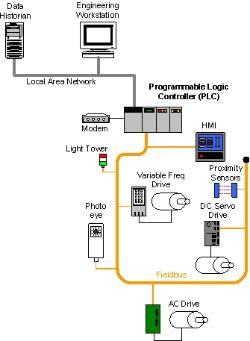 Data
Historian
Engineering
Workstation
Local Area Network
Programmable Logic
Controller (PLC)
Modem
HMI
Light Tower
Proximity
Sensors
Variable Freq
Drive
Photo
eye
DC Servo
Drive
Fieldbus
AC Drive